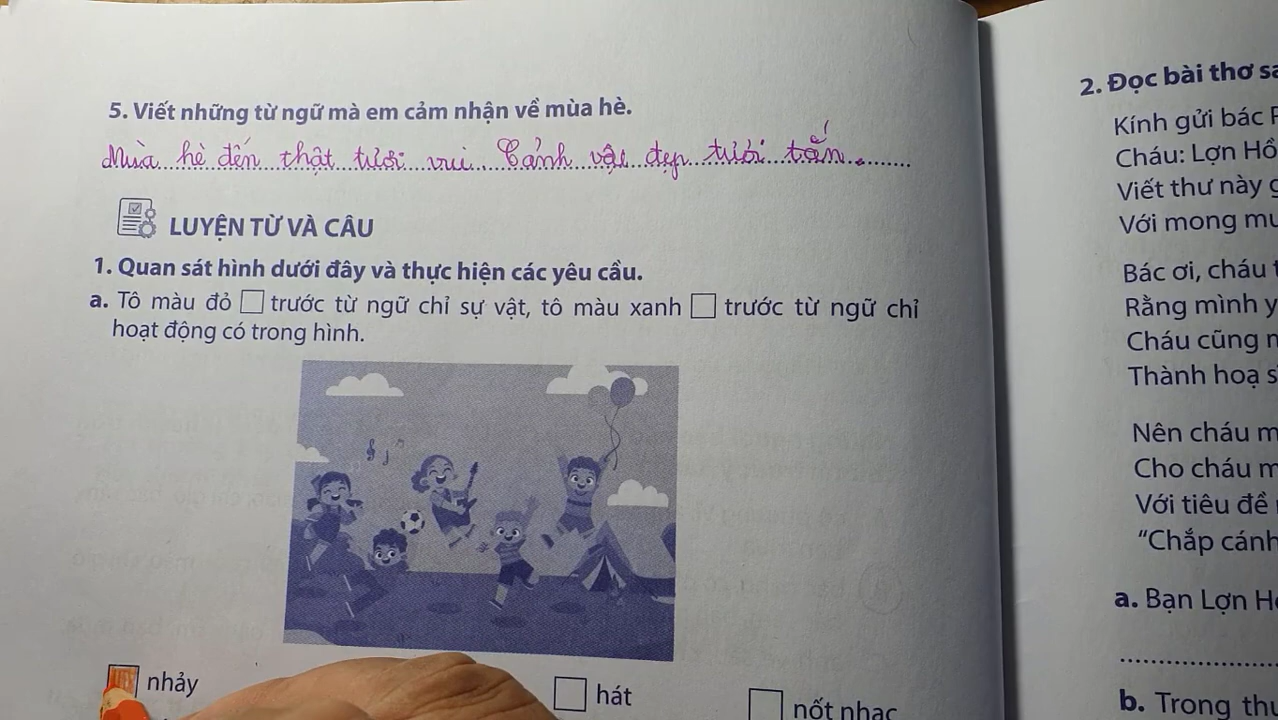 5. Viết những từ ngữ mà em cảm nhận về mùa hè.
Mùa hè đến thật tươi vui. Cảnh vật đẹp tươi tắn.
LUYỆN TỪ VÀ CÂU
1. Quan sát hình dưới đây và thực hiện các yêu cầu.
a. Tô màu đỏ □ trước từ ngữ chỉ sự vật, tô màu xanh □ trước từ ngữ chỉ
hoạt động có trong hình.
nhảy
hát
nốt nhạc
2. Đọc bài thơ
Kính gửi bác
Cháu: Lợn Hồ
Viết thư này
Với mong
Bác ơi, cháu
Rằng mình
Cháu cũng
Thành hoạ
Nên cháu
Cho cháu
Với tiêu đề
"Chắp cánh
a. Bạn Lợn
b. Trong